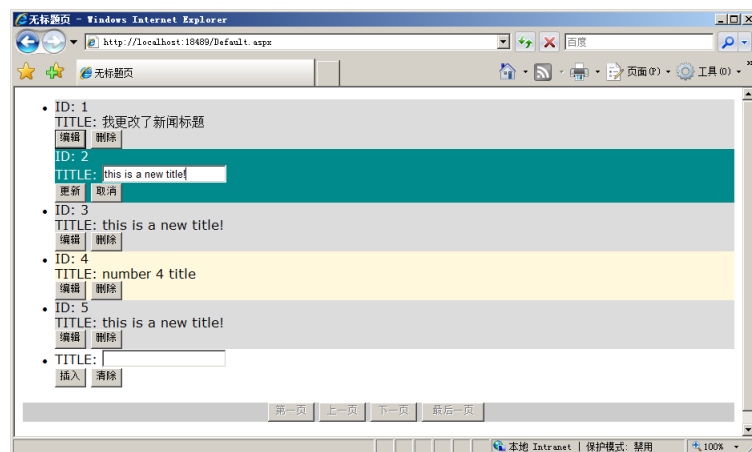 无标题页 - Windows Internet Explorer
http://localhost:18489/Default.aspx
百度
无标题页
页面(P)
工具(O)
ID: 1
TITLE: 我更改了新闻标题
编辑 删除
ID: 2
TITLE: this is a new title!
更新 取消
ID: 3
TITLE: this is a new title!
编辑 删除
ID: 4
TITLE: number 4 title
编辑 删除
ID: 5
TITLE: this is a new title!
编辑 删除
TITLE:
插入 清除
第一页 上一页 下一页 最后一页
本地 Intranet | 保护模式: 禁用
100%